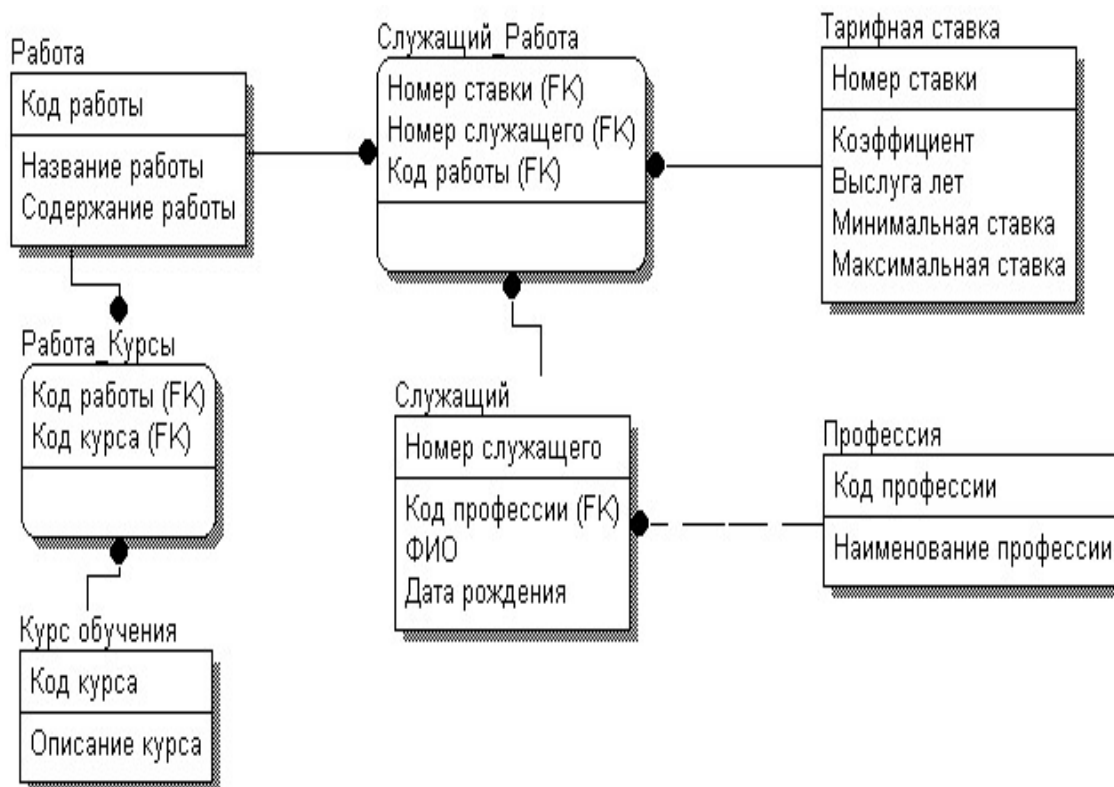 Работа
Код работы
Название работы
Содержание работы
Служащий_Работа
Номер ставки (FK)
Номер служащего (FK)
Код работы (FK)
Тарифная ставка
Номер ставки
Коэффициент
Выслуга лет
Минимальная ставка
Максимальная ставка
Работа_Курсы
Код работы (FK)
Код курса (FK)
Служащий
Номер служащего
Код профессии (FK)
ФИО
Дата рождения
Профессия
Код профессии
Наименование профессии
Курс обучения
Код курса
Описание курса